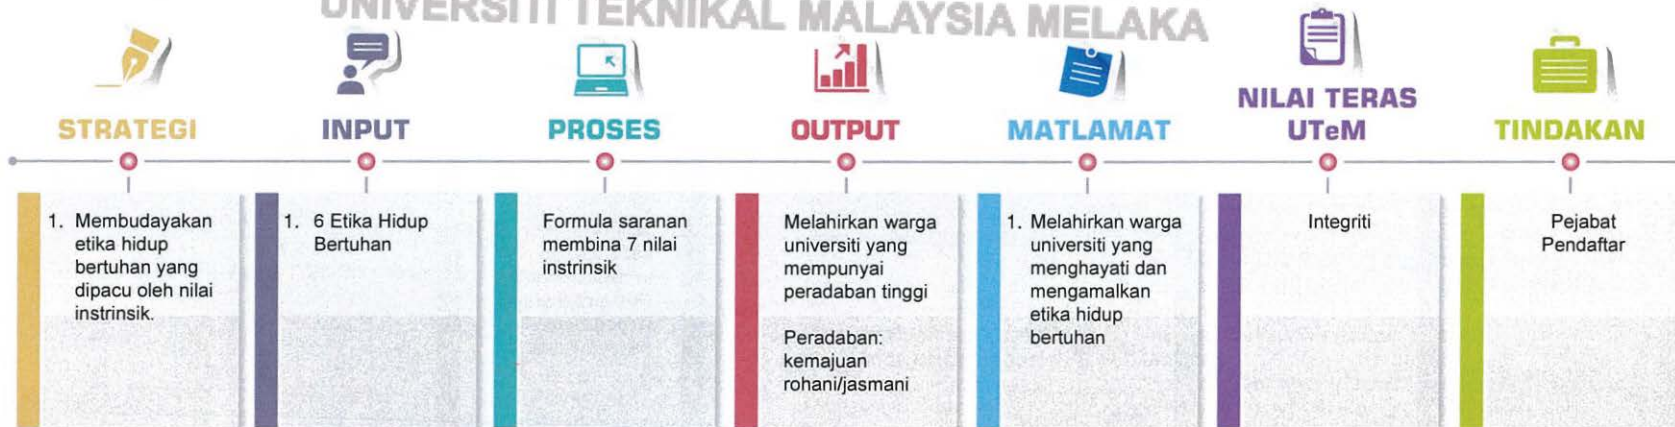 UNIVERSITI TEKNIKAL MALAYSIA MELAKA
STRATEGI
1. Membudayakan
etika hidup
bertuhan yang
dipacu oleh nilai
instrinsik.
INPUT
1. 6 Etika Hidup
Bertuhan
PROSES
Formula saranan
membina 7 nilai
instrinsik
OUTPUT
Melahirkan warga
universiti yang
mempunyai
peradaban tinggi
Peradaban:
kemajuan
rohani/jasmani
MATLAMAT
1. Melahirkan warga
universiti yang
menghayati dan
mengamalkan
etika hidup
bertuhan
NILAI TERAS
UTeM
Integriti
TINDAKAN
Pejabat
Pendaftar